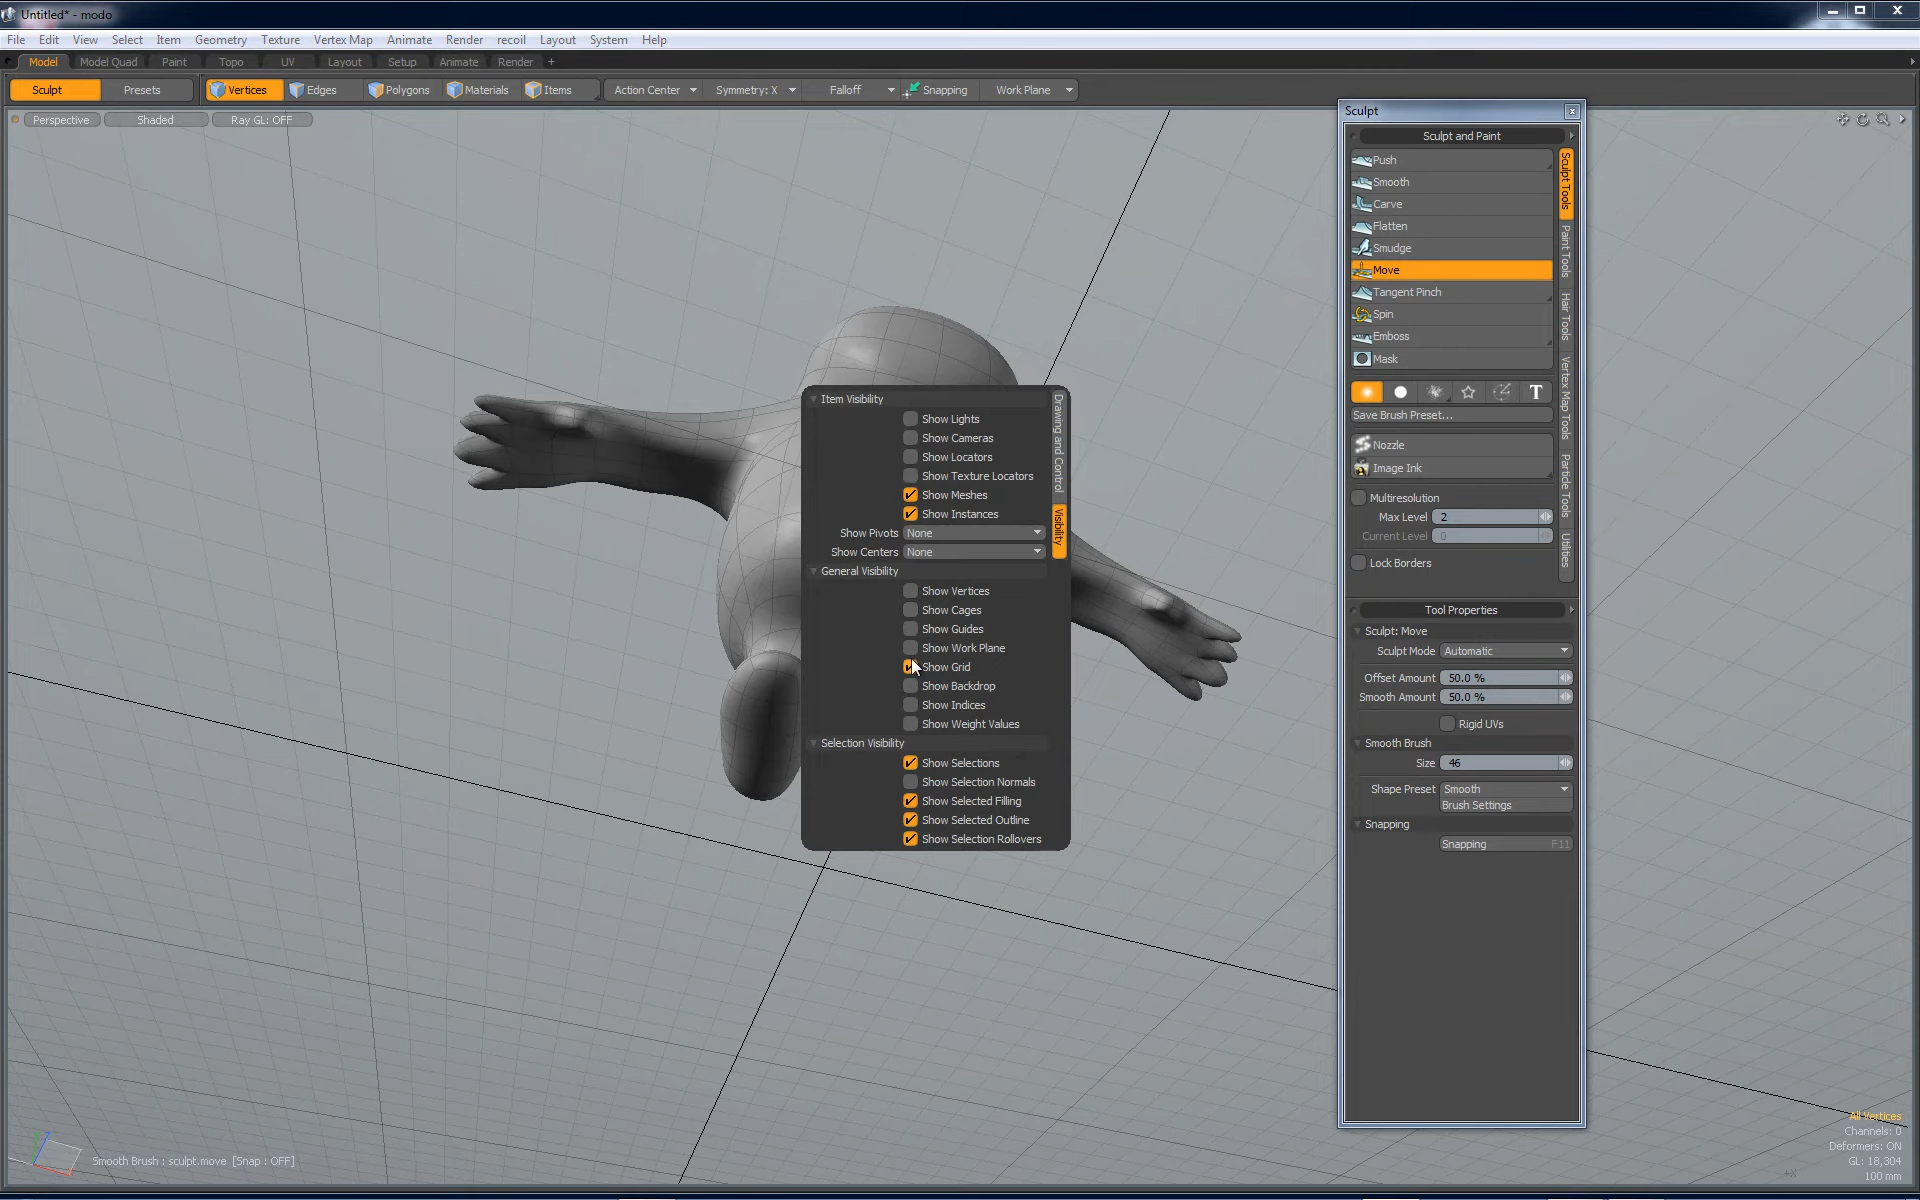 Untitled* - modo
File Edit View Select Item Geometry Texture Vertex Map Animate Render recoil Layout System Help
Model Model Quad Paint Topo UV Layout Setup Animate Render +
Sculpt Presets Vertices Edges Polygons Materials Items Action Center Symmetry: X Falloff Snapping Work Plane
Perspective Shaded Ray GL: OFF
Item Visibility
Show Lights
Show Cameras
Show Locators
Show Texture Locators
Show Meshes
Show Instances
Show Pivots None
Show Centers None
General Visibility
Show Vertices
Show Cages
Show Guides
Show Work Plane
Show Grid
Show Backdrop
Show Indices
Show Weight Values
Selection Visibility
Show Selections
Show Selection Normals
Show Selected Filling
Show Selected Outline
Show Selection Rollovers
Drawing and Control
Visibility
Sculpt
Sculpt and Paint
Push
Smooth
Carve
Flatten
Smudge
Move
Tangent Pinch
Spin
Emboss
Mask
T
Save Brush Preset...
Nozzle
Image Ink
Multiresolution
Max Level 2
Current Level 0
Lock Borders
Sculpt Tools
Paint Tools
Hair Tools
Vertex Map Tools
Particle Tools
Utilities
Tool Properties
Sculpt: Move
Sculpt Mode Automatic
Offset Amount 50.0 %
Smooth Amount 50.0 %
Rigid UVs
Smooth Brush
Size 46
Shape Preset Smooth
Brush Settings
Snapping
Snapping F11
All Vertices
Channels: 0
Deformers: ON
GL: 18,304
100 mm
+X
Smooth Brush : sculpt.move [Snap : OFF]